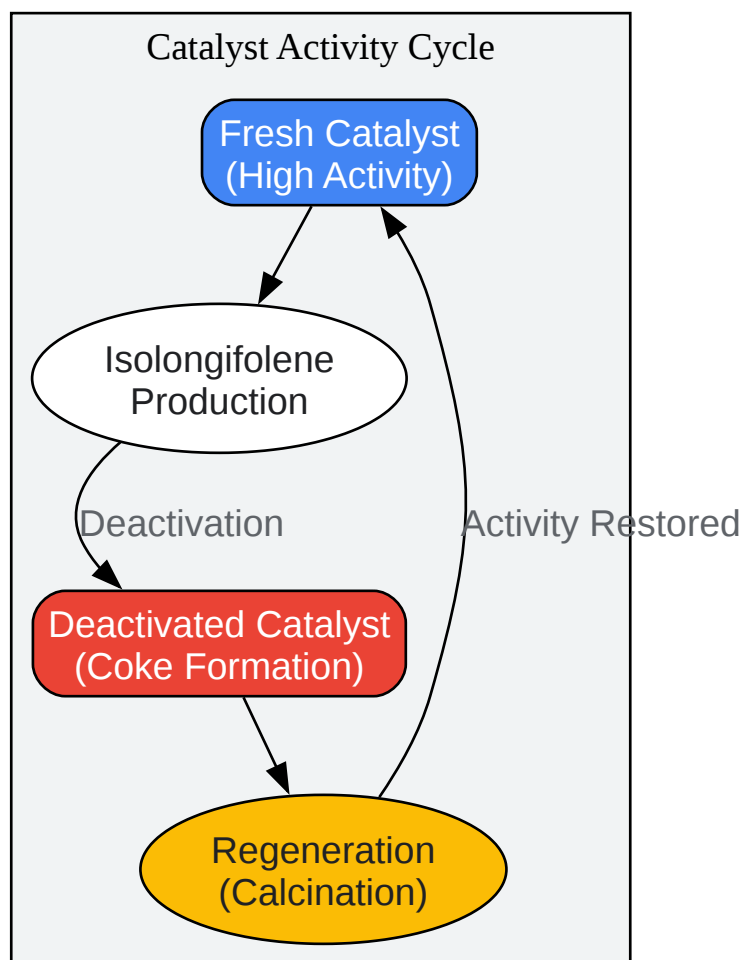 Catalyst Activity Cycle
Fresh Catalyst
(High Activity)
Isolongifolene
Production
Deactivation
Activity Restored
Deactivated Catalyst
(Coke Formation)
Regeneration
(Calcination)